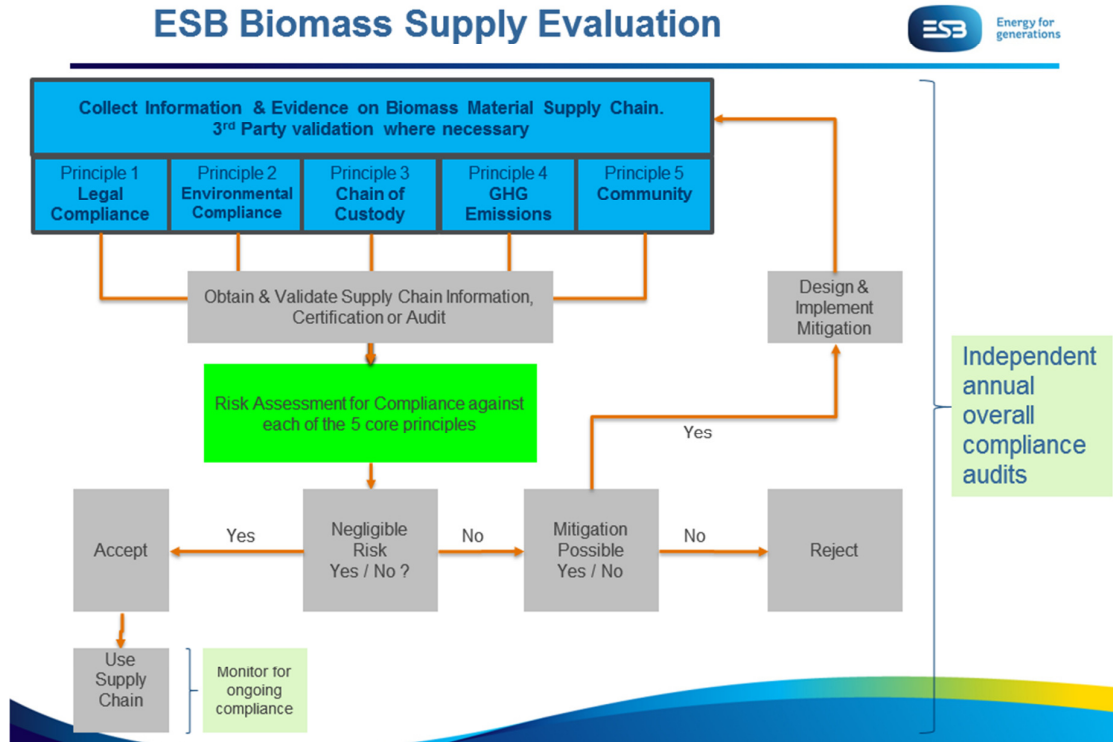 ESB Biomass Supply Evaluation
ESB
Energy for
generations
Collect Information & Evidence on Biomass Material Supply Chain.
3rd Party validation where necessary
Principle 1
Legal
Compliance
Principle 2
Environmental
Compliance
Principle 3
Chain of
Custody
Principle 4
GHG
Emissions
Principle 5
Community
Obtain & Validate Supply Chain Information,
Certification or Audit
Design &
Implement
Mitigation
Risk Assessment for Compliance against
each of the 5 core principles
Independent
annual
overall
compliance
audits
Yes
Accept
Yes
Negligible
Risk
Yes / No ?
No
Mitigation
Possible
Yes / No
No
Reject
Use
Supply
Chain
Monitor for
ongoing
compliance